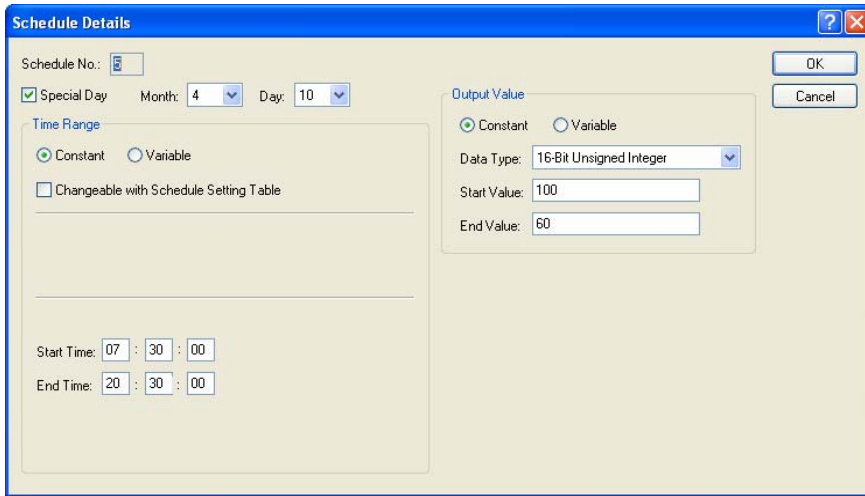 Schedule Details
Schedule No.: 5
OK
Special Day Month: 4 Day: 10
Cancel
Time Range
Constant Variable
Changeable with Schedule Setting Table
Start Time: 07 : 30 : 00
End Time: 20 : 30 : 00
Output Value
Constant Variable
Data Type: 16-Bit Unsigned Integer
Start Value: 100
End Value: 60